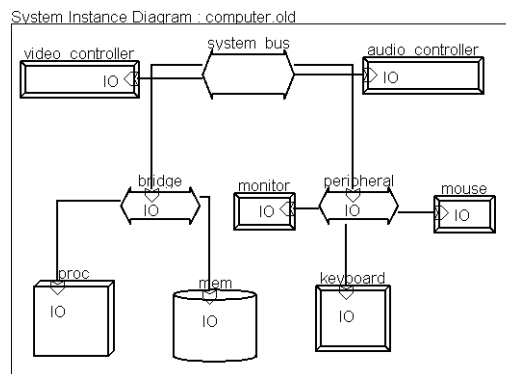 System Instance Diagram : computer.old
system_bus
video_controller
audio_controller
IO
IO
bridge
monitor
peripheral
mouse
IO
IO
IO
IO
proc
mem
keyboard
IO
IO
IO